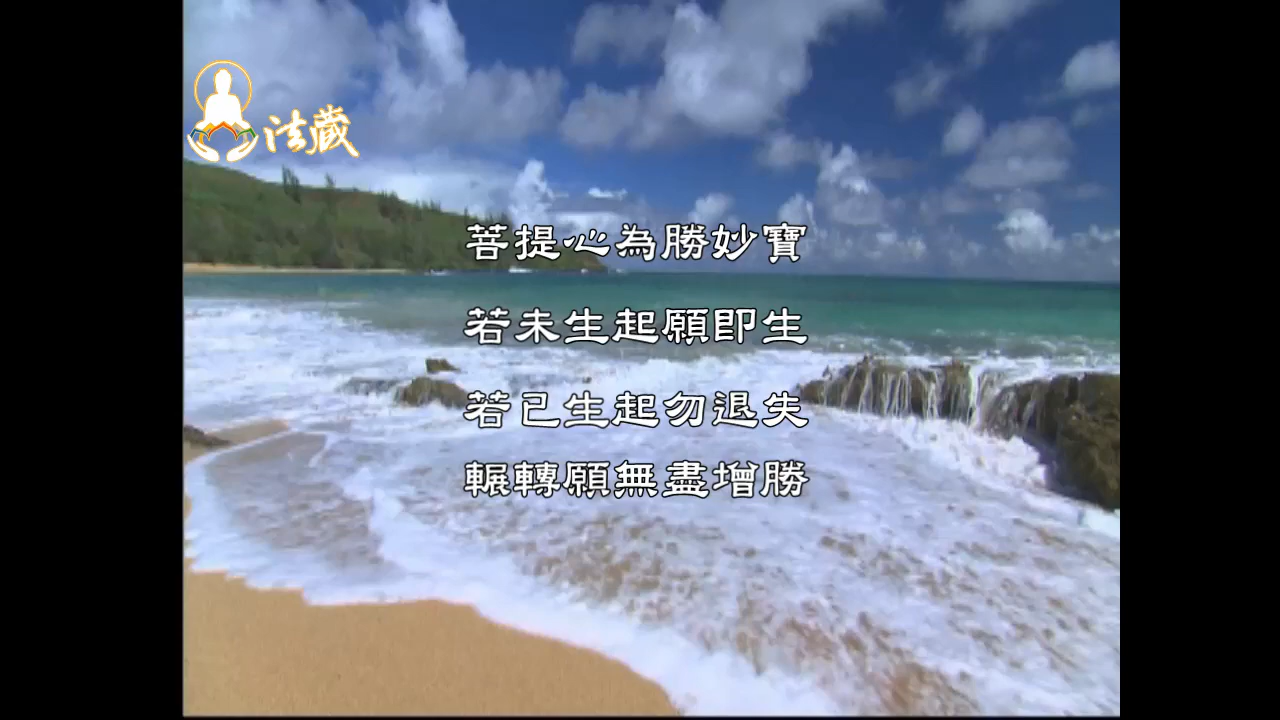 法藏
菩提心為勝妙寶
若未生起願即生
若已生起勿退失
輾轉願無盡增勝